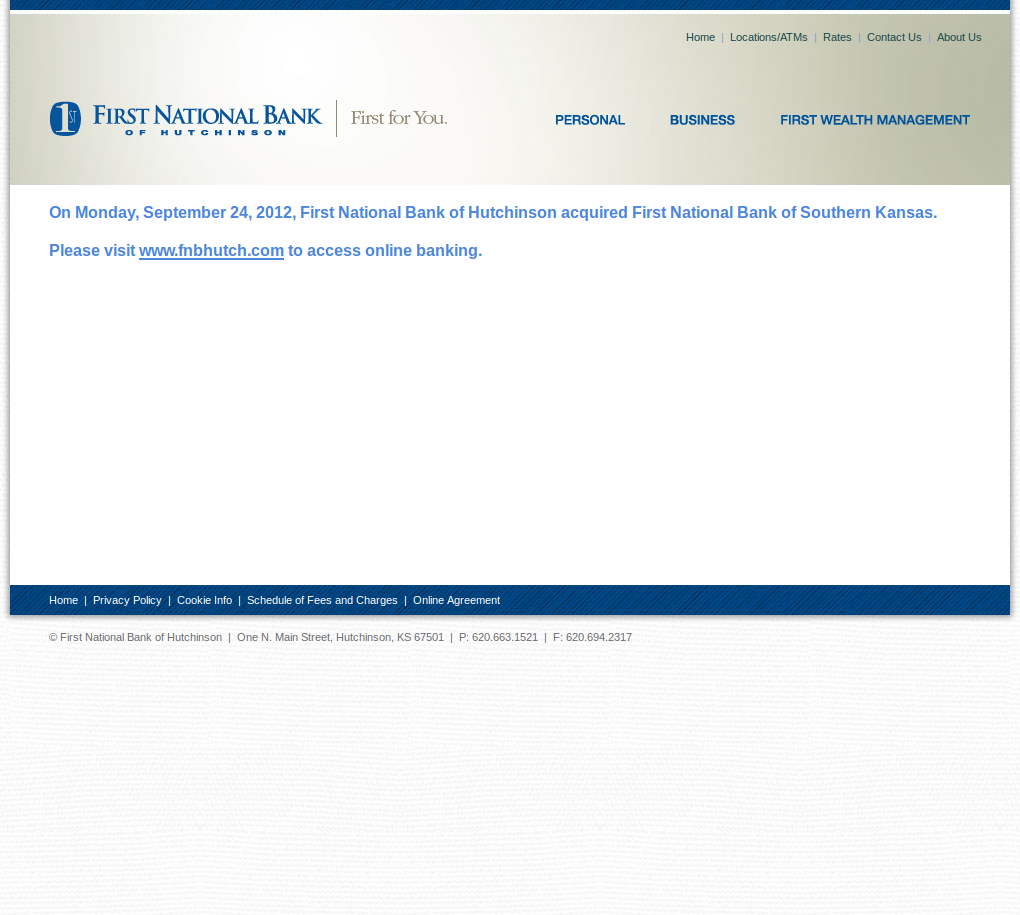 Home | Locations/ATMs | Rates | Contact Us | About Us
1ST FIRST NATIONAL BANK OF HUTCHINSON | First for You.
PERSONAL BUSINESS FIRST WEALTH MANAGEMENT
On Monday, September 24, 2012, First National Bank of Hutchinson acquired First National Bank of Southern Kansas.
Please visit www.fnbhutch.com to access online banking.
Home | Privacy Policy | Cookie Info | Schedule of Fees and Charges | Online Agreement
© First National Bank of Hutchinson | One N. Main Street, Hutchinson, KS 67501 | P: 620.663.1521 | F: 620.694.2317